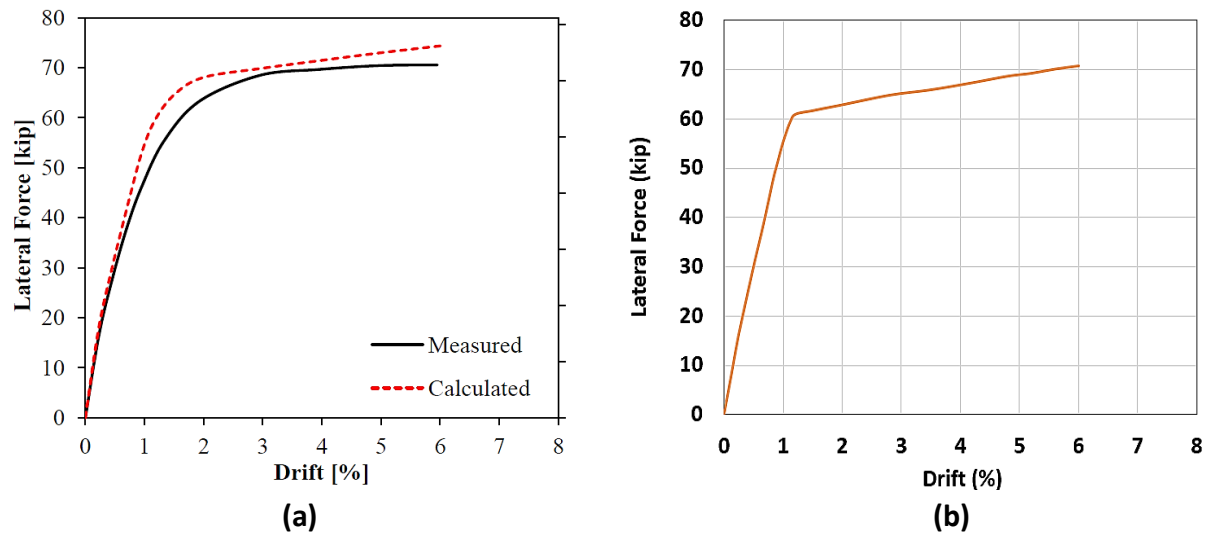 80
70
60
50
40
30
20
10
0
Lateral Force [kip]
Measured
Calculated
0 1 2 3 4 5 6 7 8
Drift [%]
(a)
80
70
60
50
40
30
20
10
0
Lateral Force (kip)
0 1 2 3 4 5 6 7 8
Drift (%)
(b)